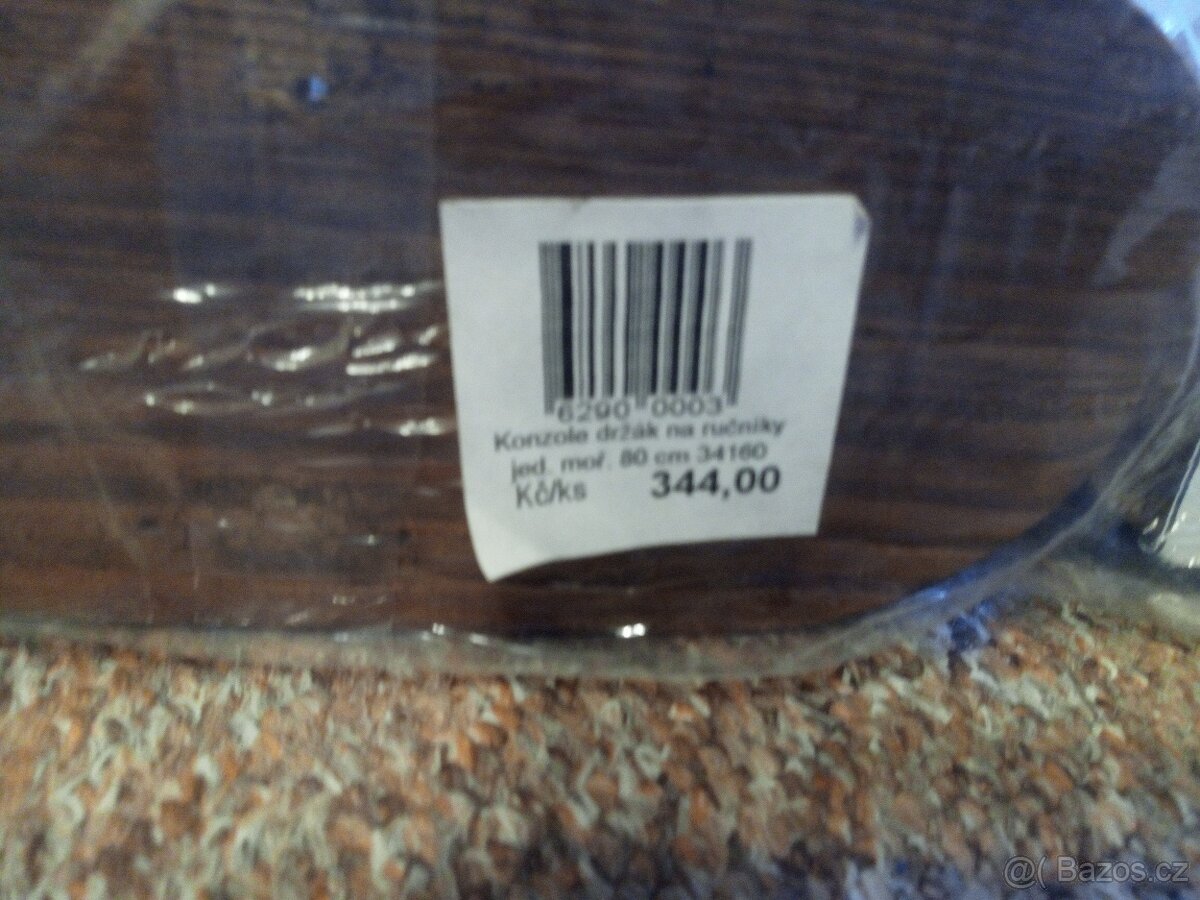 6290 0003
Konzole držák na ručníky
jed. moř. 80 cm 34160
Kč/ks 344,00
@( Bazos.cz